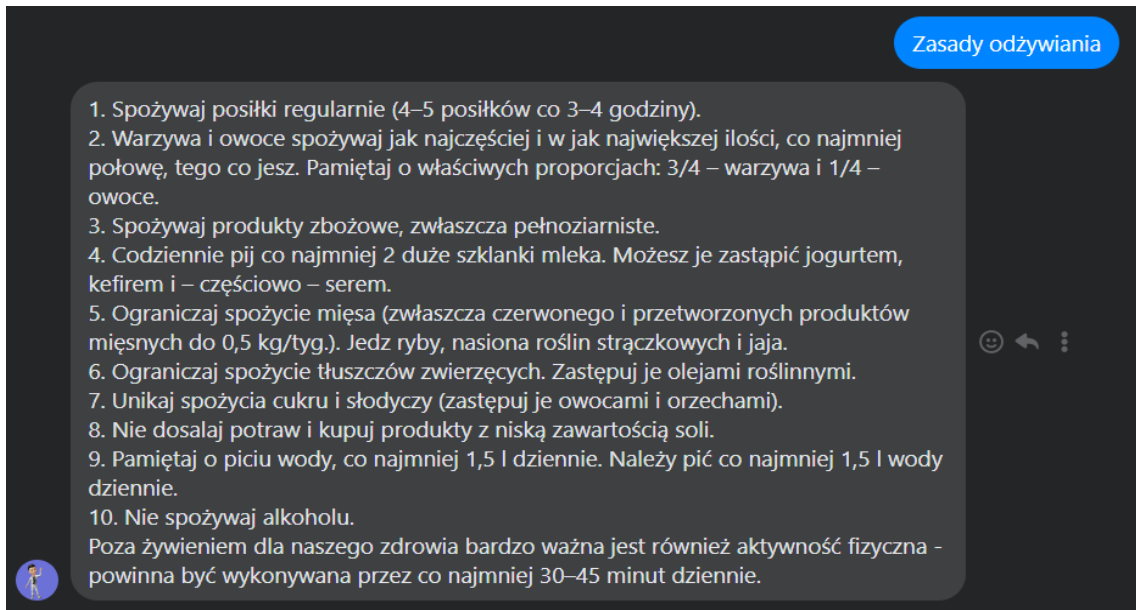 Zasady odżywiania
1. Spożywaj posiłki regularnie (4–5 posiłków co 3–4 godziny).
2. Warzywa i owoce spożywaj jak najczęściej i w jak największej ilości, co najmniej
połowę, tego co jesz. Pamiętaj o właściwych proporcjach: 3/4 – warzywa i 1/4 –
owoce.
3. Spożywaj produkty zbożowe, zwłaszcza pełnoziarniste.
4. Codziennie pij co najmniej 2 duże szklanki mleka. Możesz je zastąpić jogurtem,
kefirem i – częściowo – serem.
5. Ograniczaj spożycie mięsa (zwłaszcza czerwonego i przetworzonych produktów
mięsnych do 0,5 kg/tyg.). Jedz ryby, nasiona roślin strączkowych i jaja.
6. Ograniczaj spożycie tłuszczów zwierzęcych. Zastępuj je olejami roślinnymi.
7. Unikaj spożycia cukru i słodyczy (zastępuj je owocami i orzechami).
8. Nie dosalaj potraw i kupuj produkty z niską zawartością soli.
9. Pamiętaj o piciu wody, co najmniej 1,5 l dziennie. Należy pić co najmniej 1,5 l wody
dziennie.
10. Nie spożywaj alkoholu.
Poza żywieniem dla naszego zdrowia bardzo ważna jest również aktywność fizyczna -
powinna być wykonywana przez co najmniej 30–45 minut dziennie.